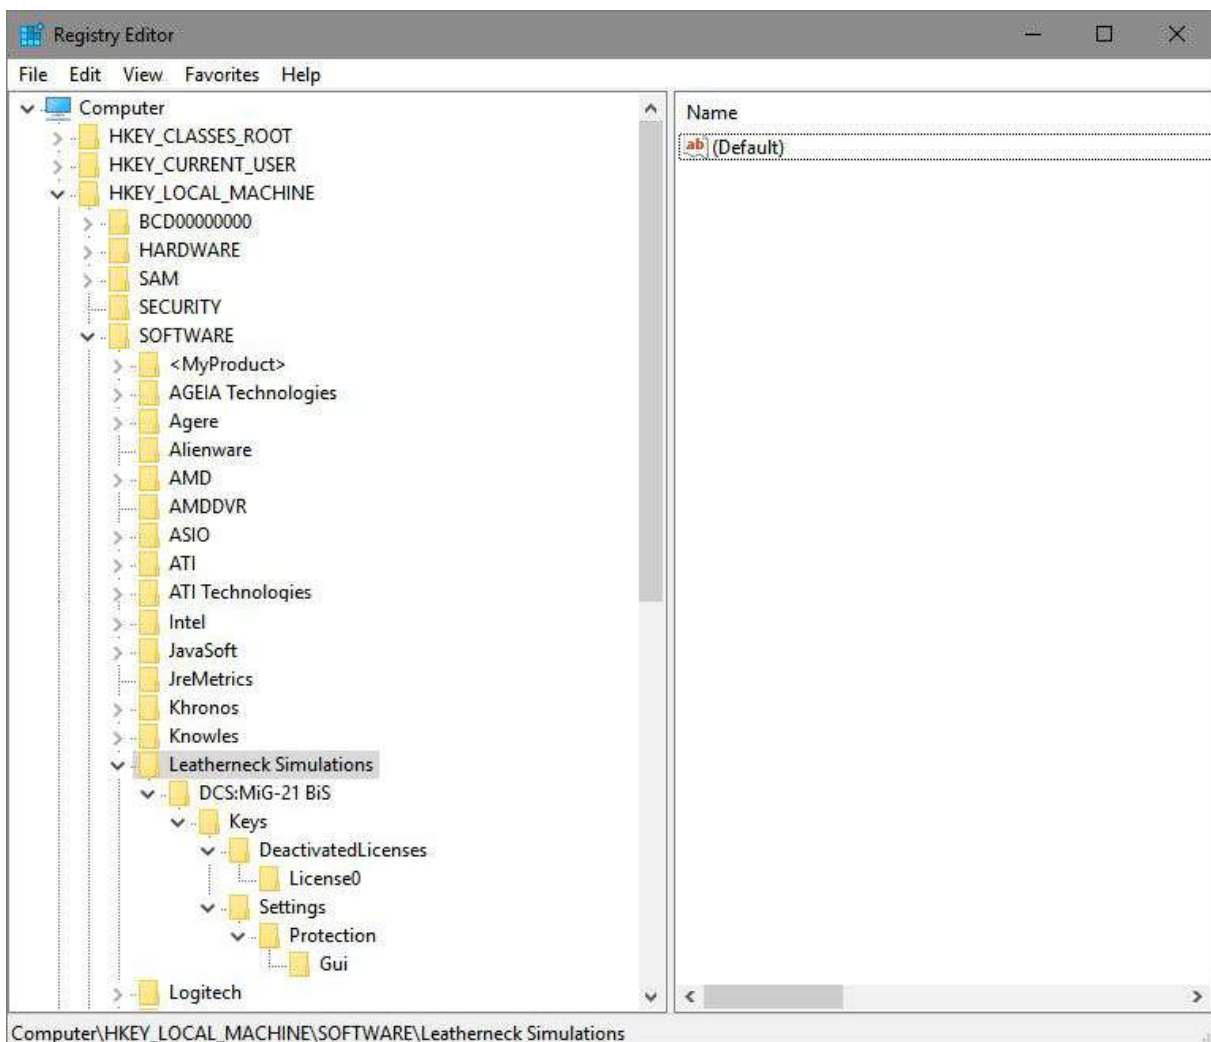 Registry Editor
File Edit View Favorites Help
Computer
HKEY_CLASSES_ROOT
HKEY_CURRENT_USER
HKEY_LOCAL_MACHINE
BCD00000000
HARDWARE
SAM
SECURITY
SOFTWARE
<MyProduct>
AGEIA Technologies
Agere
Alienware
AMD
AMDDVR
ASIO
ATI
ATI Technologies
Intel
JavaSoft
JreMetrics
Khronos
Knowles
Leatherneck Simulations
DCS:MiG-21 BiS
Keys
DeactivatedLicenses
License0
Settings
Protection
Gui
Logitech
Name
ab (Default)
Computer\HKEY_LOCAL_MACHINE\SOFTWARE\Leatherneck Simulations